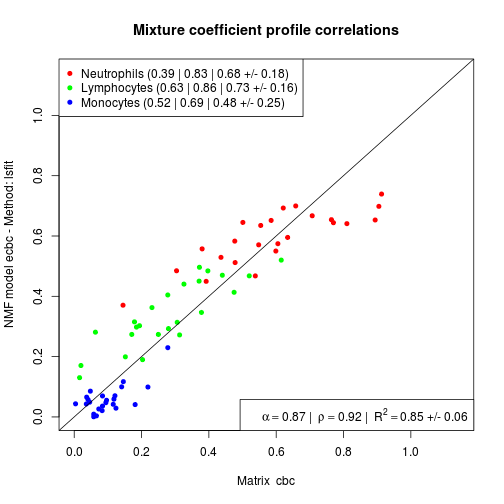 Mixture coefficient profile correlations
Neutrophils (0.39 | 0.83 | 0.68 +/- 0.18)
Lymphocytes (0.63 | 0.86 | 0.73 +/- 0.16)
Monocytes (0.52 | 0.69 | 0.48 +/- 0.25)
NMF model ecbc - Method: lsfit
1.0
0.8
0.6
0.4
0.2
0.0
α = 0.87 | ρ = 0.92 | R² = 0.85 +/- 0.06
0.0 0.2 0.4 0.6 0.8 1.0
Matrix cbc